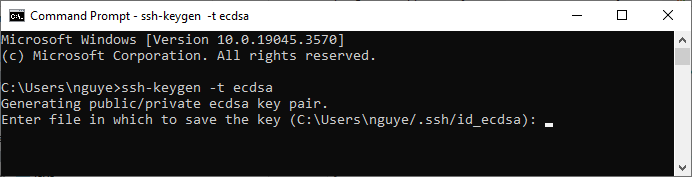 Command Prompt - ssh-keygen  -t ecdsa
Microsoft Windows [Version 10.0.19045.3570]
(c) Microsoft Corporation. All rights reserved.
C:\Users\nguye>ssh-keygen -t ecdsa
Generating public/private ecdsa key pair.
Enter file in which to save the key (C:\Users\nguye/.ssh/id_ecdsa):